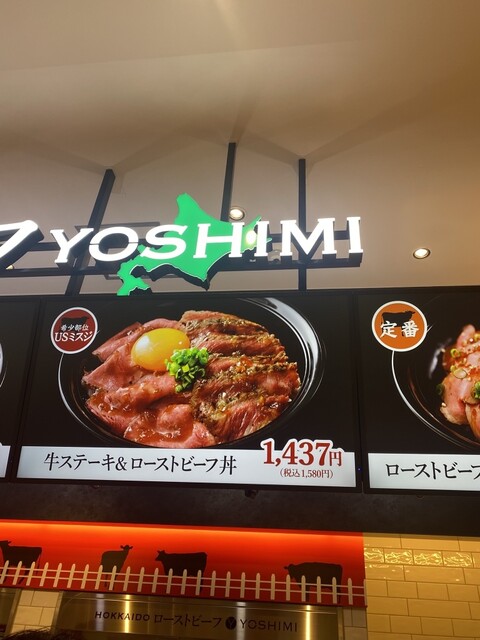 YOSHIMI
希少部位
USミスジ
牛ステーキ&ローストビーフ丼
1,437円
(税込1,580円)
定番
ローストビーフ
HOKKAIDO ローストビーフ YOSHIMI